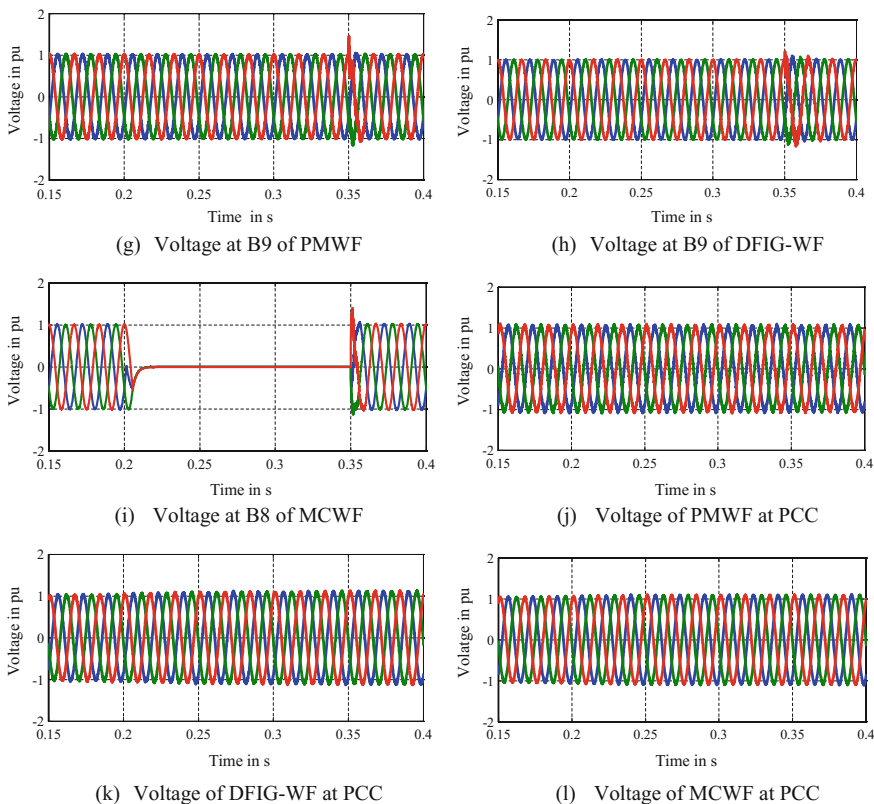 2
1
0
-1
-2
Voltage in pu
0.15 0.2 0.25 0.3 0.35 0.4
Time in s
(g) Voltage at B9 of PMWF
2
1
0
-1
-2
Voltage in pu
0.15 0.2 0.25 0.3 0.35 0.4
Time in s
(h) Voltage at B9 of DFIG-WF
2
1
0
-1
-2
Voltage in pu
0.15 0.2 0.25 0.3 0.35 0.4
Time in s
(i) Voltage at B8 of MCWF
2
1
0
-1
-2
Voltage in pu
0.15 0.2 0.25 0.3 0.35 0.4
Time in s
(j) Voltage of PMWF at PCC
2
1
0
-1
-2
Voltage in pu
0.15 0.2 0.25 0.3 0.35 0.4
Time in s
(k) Voltage of DFIG-WF at PCC
2
1
0
-1
-2
Volatge in pu
0.15 0.2 0.25 0.3 0.35 0.4
Time in s
(l) Voltage of MCWF at PCC